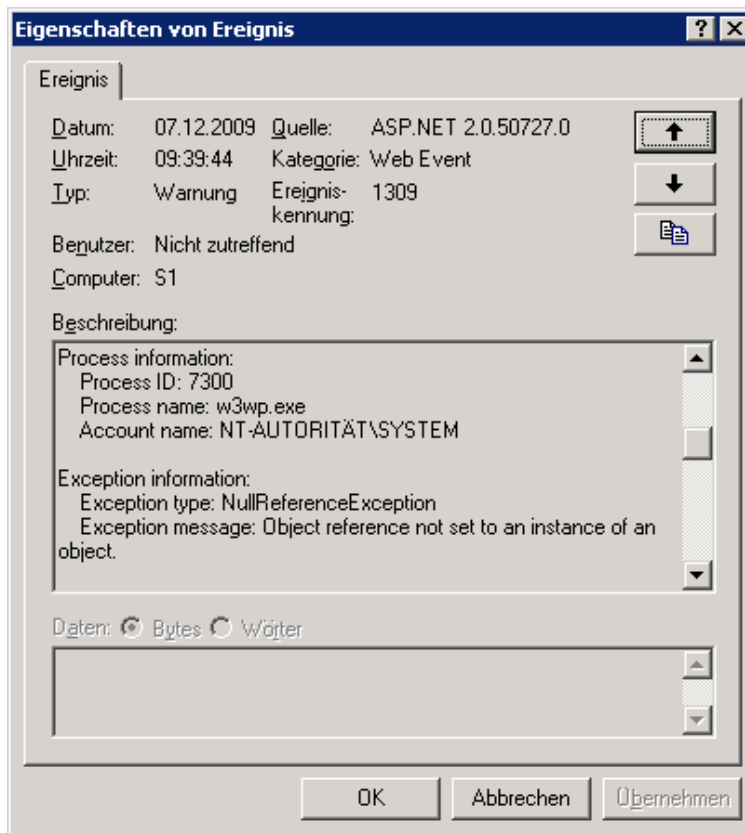 Eigenschaften von Ereignis
Ereignis
Datum: 07.12.2009 Quelle: ASP.NET 2.0.50727.0
Uhrzeit: 09:39:44 Kategorie: Web Event
Typ: Warnung Ereignis-kennung: 1309
Benutzer: Nicht zutreffend
Computer: S1
Beschreibung:
Process information:
Process ID: 7300
Process name: w3wp.exe
Account name: NT-AUTORITÄT\SYSTEM
Exception information:
Exception type: NullReferenceException
Exception message: Object reference not set to an instance of an
object.
Daten: Bytes Wörter
OK Abbrechen Übernehmen